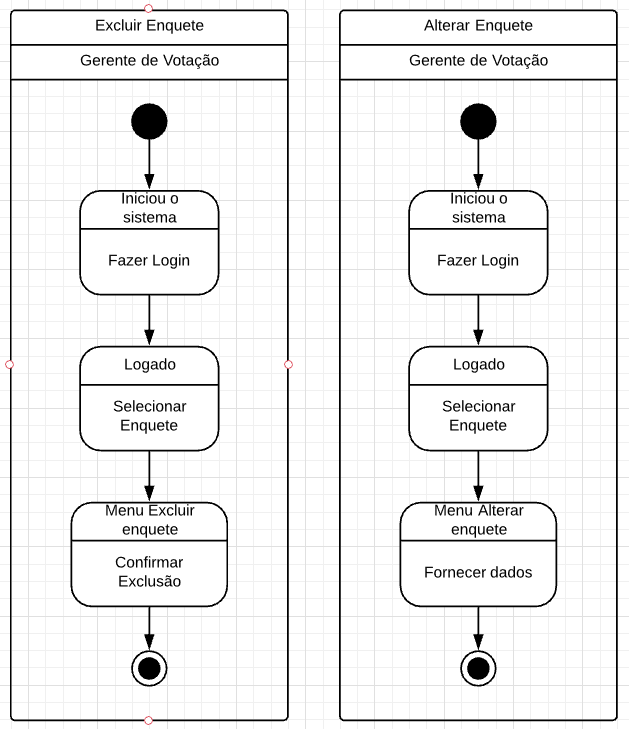 Excluir Enquete
Gerente de Votação
Iniciou o
sistema
Fazer Login
Logado
Selecionar
Enquete
Menu Excluir
enquete
Confirmar
Exclusão
Alterar Enquete
Gerente de Votação
Iniciou o
sistema
Fazer Login
Logado
Selecionar
Enquete
Menu Alterar
enquete
Fornecer dados